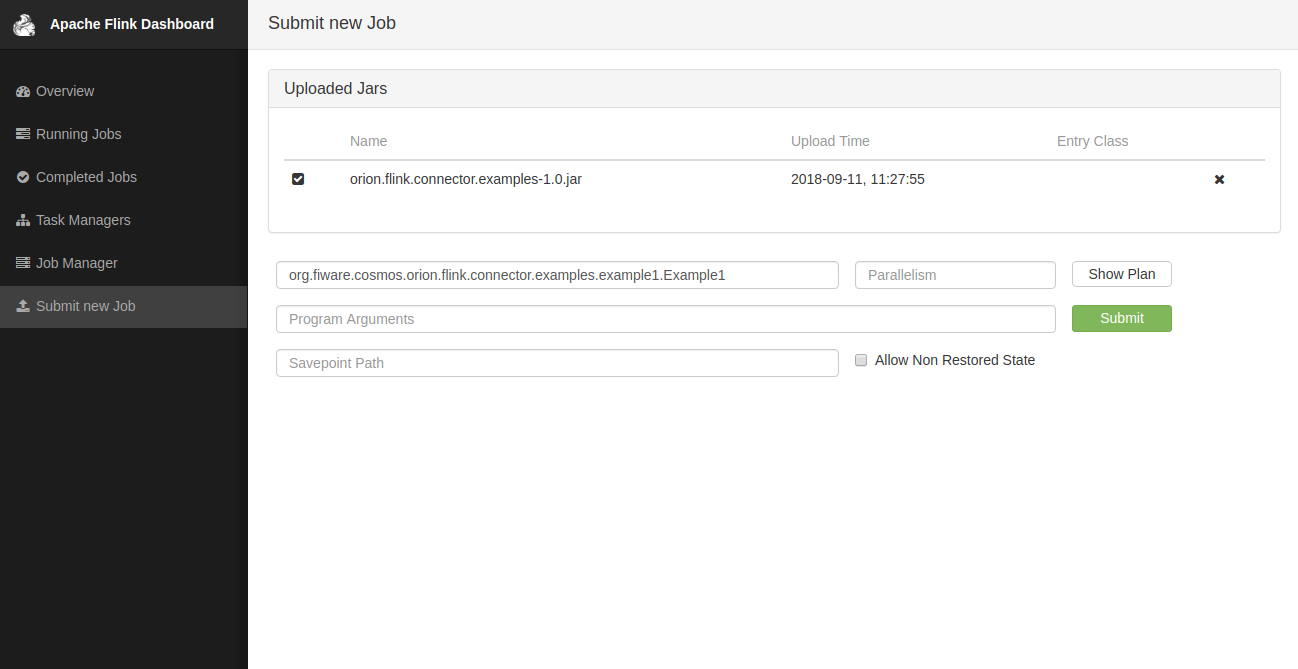 Apache Flink Dashboard
Submit new Job
Overview
Running Jobs
Completed Jobs
Task Managers
Job Manager
Submit new Job
Uploaded Jars
Name Upload Time Entry Class
orion.flink.connector.examples-1.0.jar 2018-09-11, 11:27:55
org.fiware.cosmos.orion.flink.connector.examples.example1.Example1 Parallelism Show Plan
Program Arguments Submit
Savepoint Path Allow Non Restored State